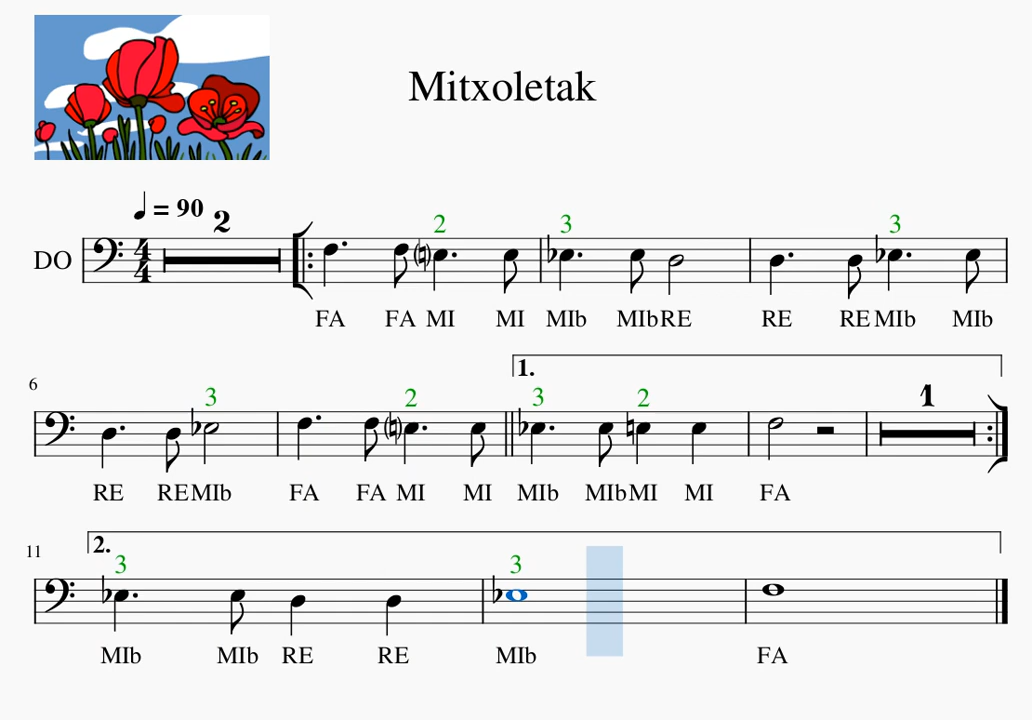 Mitxoletak
= 90
2
2 3 3
DO
4
4
FA FA MI MI MIb MIb RE RE RE MIb MIb
6
1.
3 2 3 2 1
RE RE MIb FA FA MI MI MIb MIb MI MI FA
11
2.
3 3
MIb MIb RE RE MIb FA